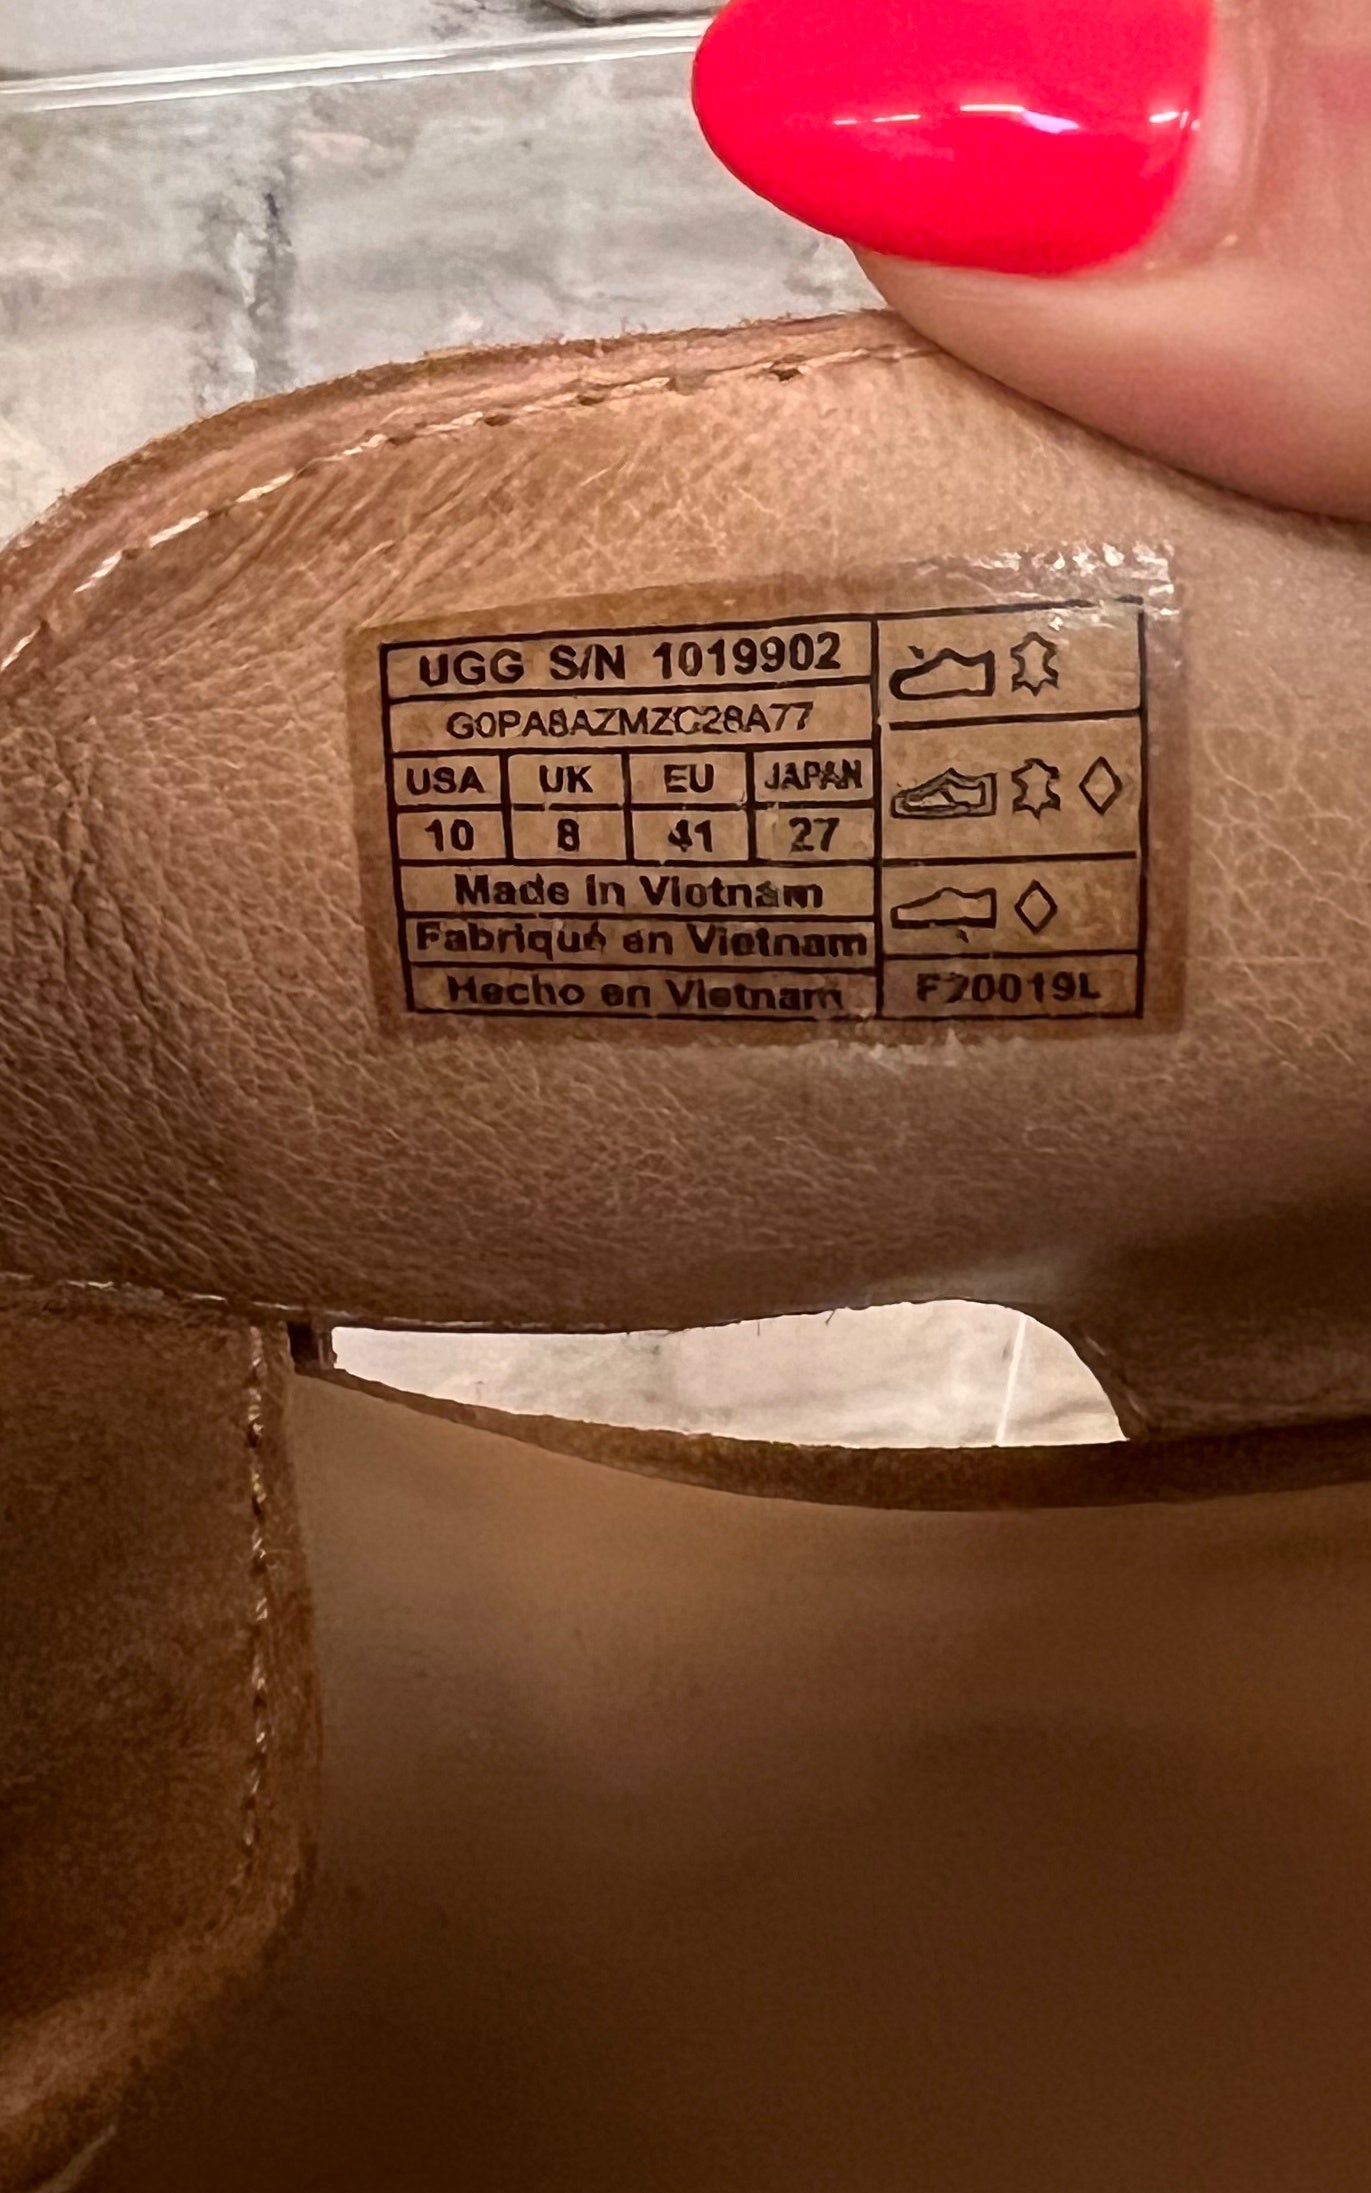 UGG S/N 1019902
G0PA8AZMZC28A77
USA UK EU JAPAN
10 8 41 27
Made in Vietnam
Fabriqué en Vietnam
Hecho en Vietnam
F20019L